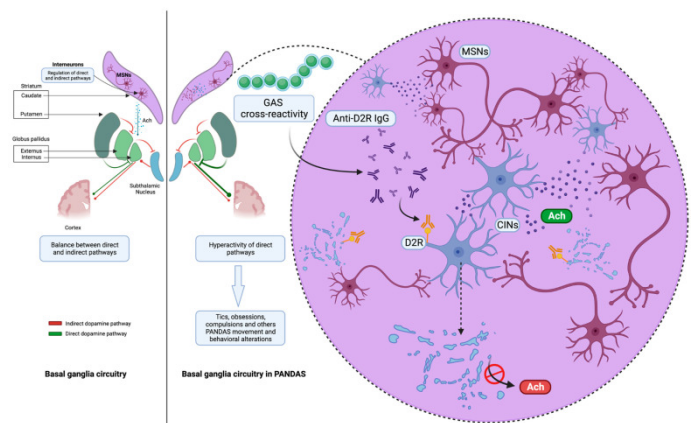 Interneurons
Regulation of direct
and indirect pathways
MSNs
Striatum
Caudate
Putamen
Ach
Globus pallidus
Externus
Internus
Subthalamic
Nucleus
Cortex
Balance between direct
and indirect pathways
Indirect dopamine pathway
Direct dopamine pathway
Basal ganglia circuitry
GAS
cross-reactivity
Hyperactivity of direct
pathways
Tics, obsessions,
compulsions and others
PANDAS movement and
behavioral alterations
Basal ganglia circuitry in PANDAS
MSNs
Anti-D2R IgG
D2R
CINs
Ach
Ach